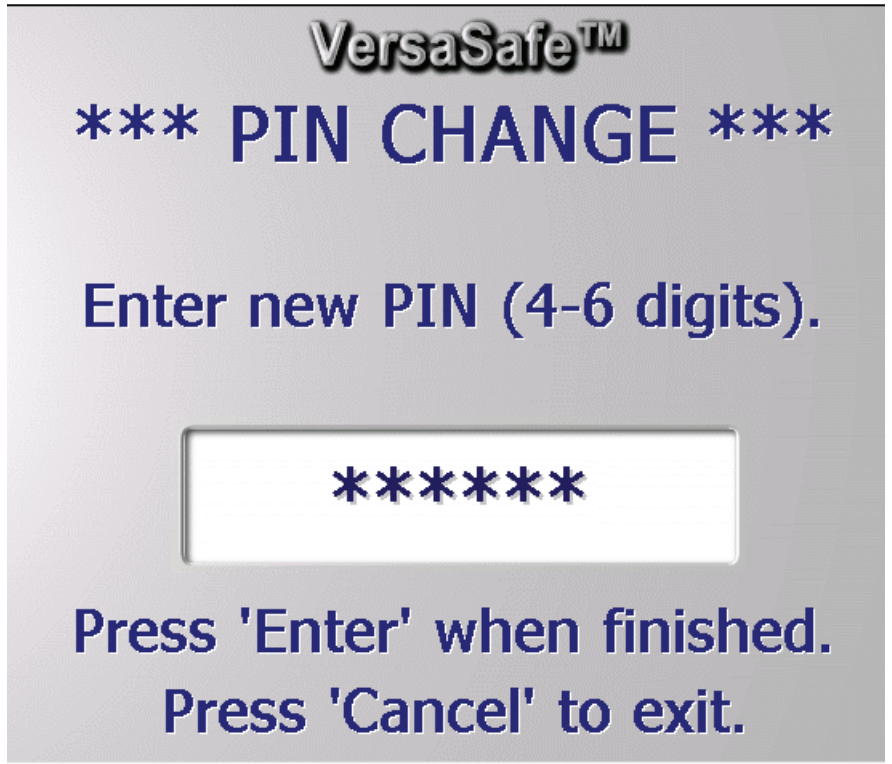 VersaSafe™
*** PIN CHANGE ***
Enter new PIN (4-6 digits).
******
Press 'Enter' when finished.
Press 'Cancel' to exit.